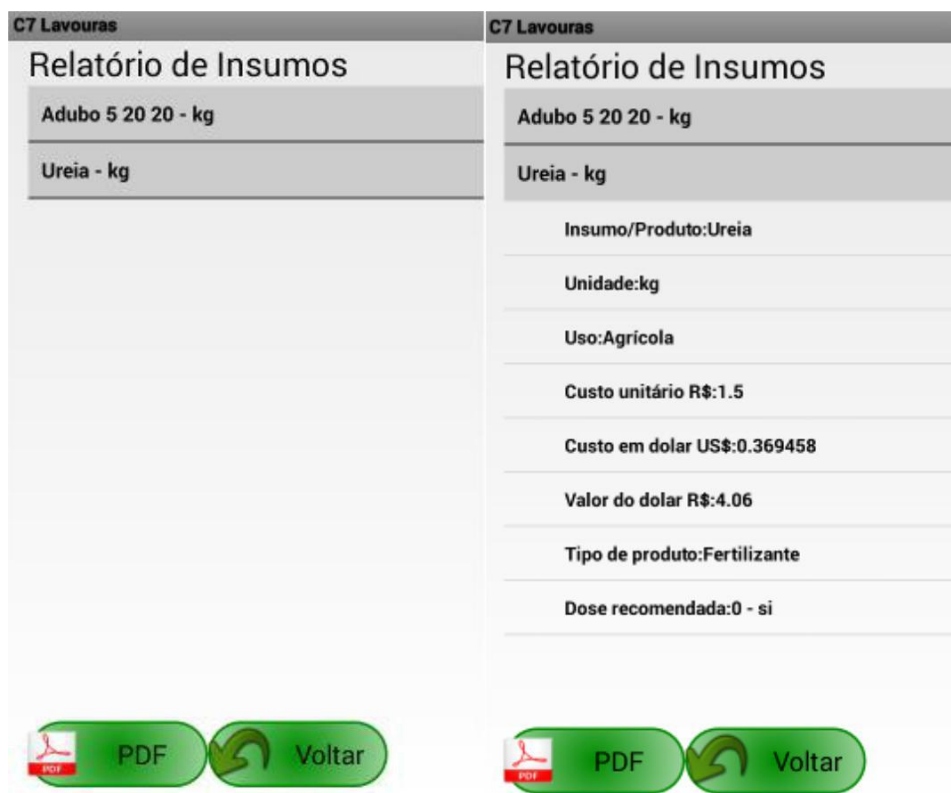 C7 Lavouras
Relatório de Insumos
Adubo 5 20 20 - kg
Ureia - kg
PDF
PDF
Voltar
C7 Lavouras
Relatório de Insumos
Adubo 5 20 20 - kg
Ureia - kg
Insumo/Produto:Ureia
Unidade:kg
Uso:Agrícola
Custo unitário R$:1.5
Custo em dolar US$:0.369458
Valor do dolar R$:4.06
Tipo de produto:Fertilizante
Dose recomendada:0 - si
PDF
PDF
Voltar